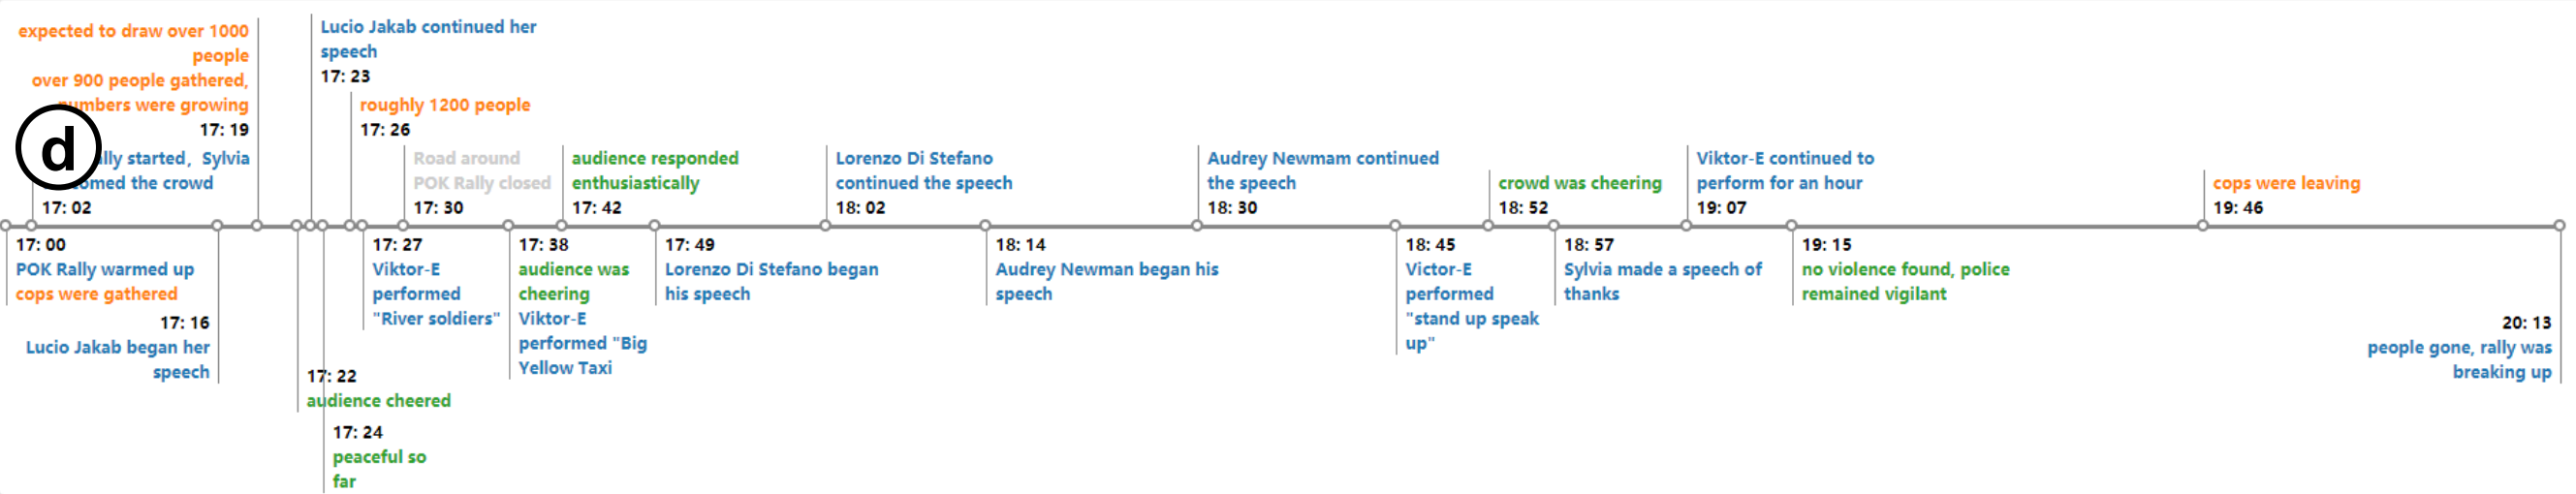 expected to draw over 1000
people
over 900 people gathered,
numbers were growing
17: 19
Lucio Jakab continued her
speech
17: 23
roughly 1200 people
17: 26
d
started, Sylvia
the crowd
17: 02
Road around
POK Rally closed
17: 30
audience responded
enthusiastically
17: 42
Lorenzo Di Stefano
continued the speech
18: 02
Audrey Newmam continued
the speech
18: 30
crowd was cheering
18: 52
Viktor-E continued to
perform for an hour
19: 07
cops were leaving
19: 46
17: 00
POK Rally warmed up
cops were gathered
17: 16
Lucio Jakab began her
speech
17: 22
audience cheered
17: 24
peaceful so
far
17: 27
Viktor-E
performed
"River soldiers"
17: 38
audience was
cheering
Viktor-E
performed "Big
Yellow Taxi
17: 49
Lorenzo Di Stefano began
his speech
18: 14
Audrey Newman began his
speech
18: 45
Victor-E
performed
"stand up speak
up"
18: 57
Sylvia made a speech of
thanks
19: 15
no violence found, police
remained vigilant
20: 13
people gone, rally was
breaking up